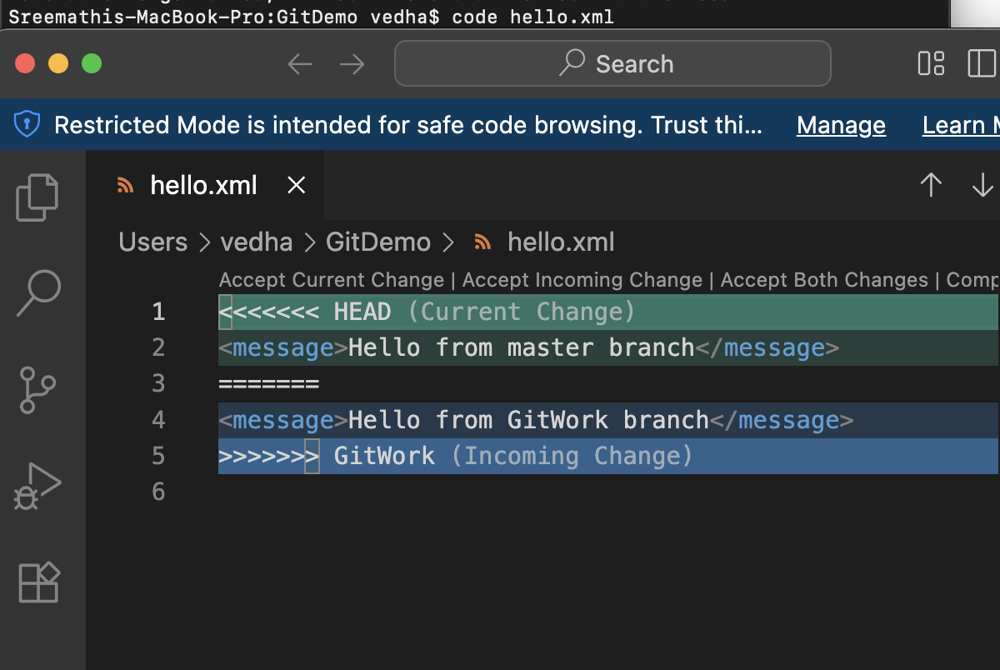 Sreemathis-MacBook-Pro:GitDemo vedha$ code hello.xml
Search
Restricted Mode is intended for safe code browsing. Trust thi... Manage Learn
hello.xml
Users > vedha > GitDemo > hello.xml
Accept Current Change | Accept Incoming Change | Accept Both Changes | Comp
1 <<<<<<< HEAD (Current Change)
2 <message>Hello from master branch</message>
3 =======
4 <message>Hello from GitWork branch</message>
5 >>>>>>> GitWork (Incoming Change)
6